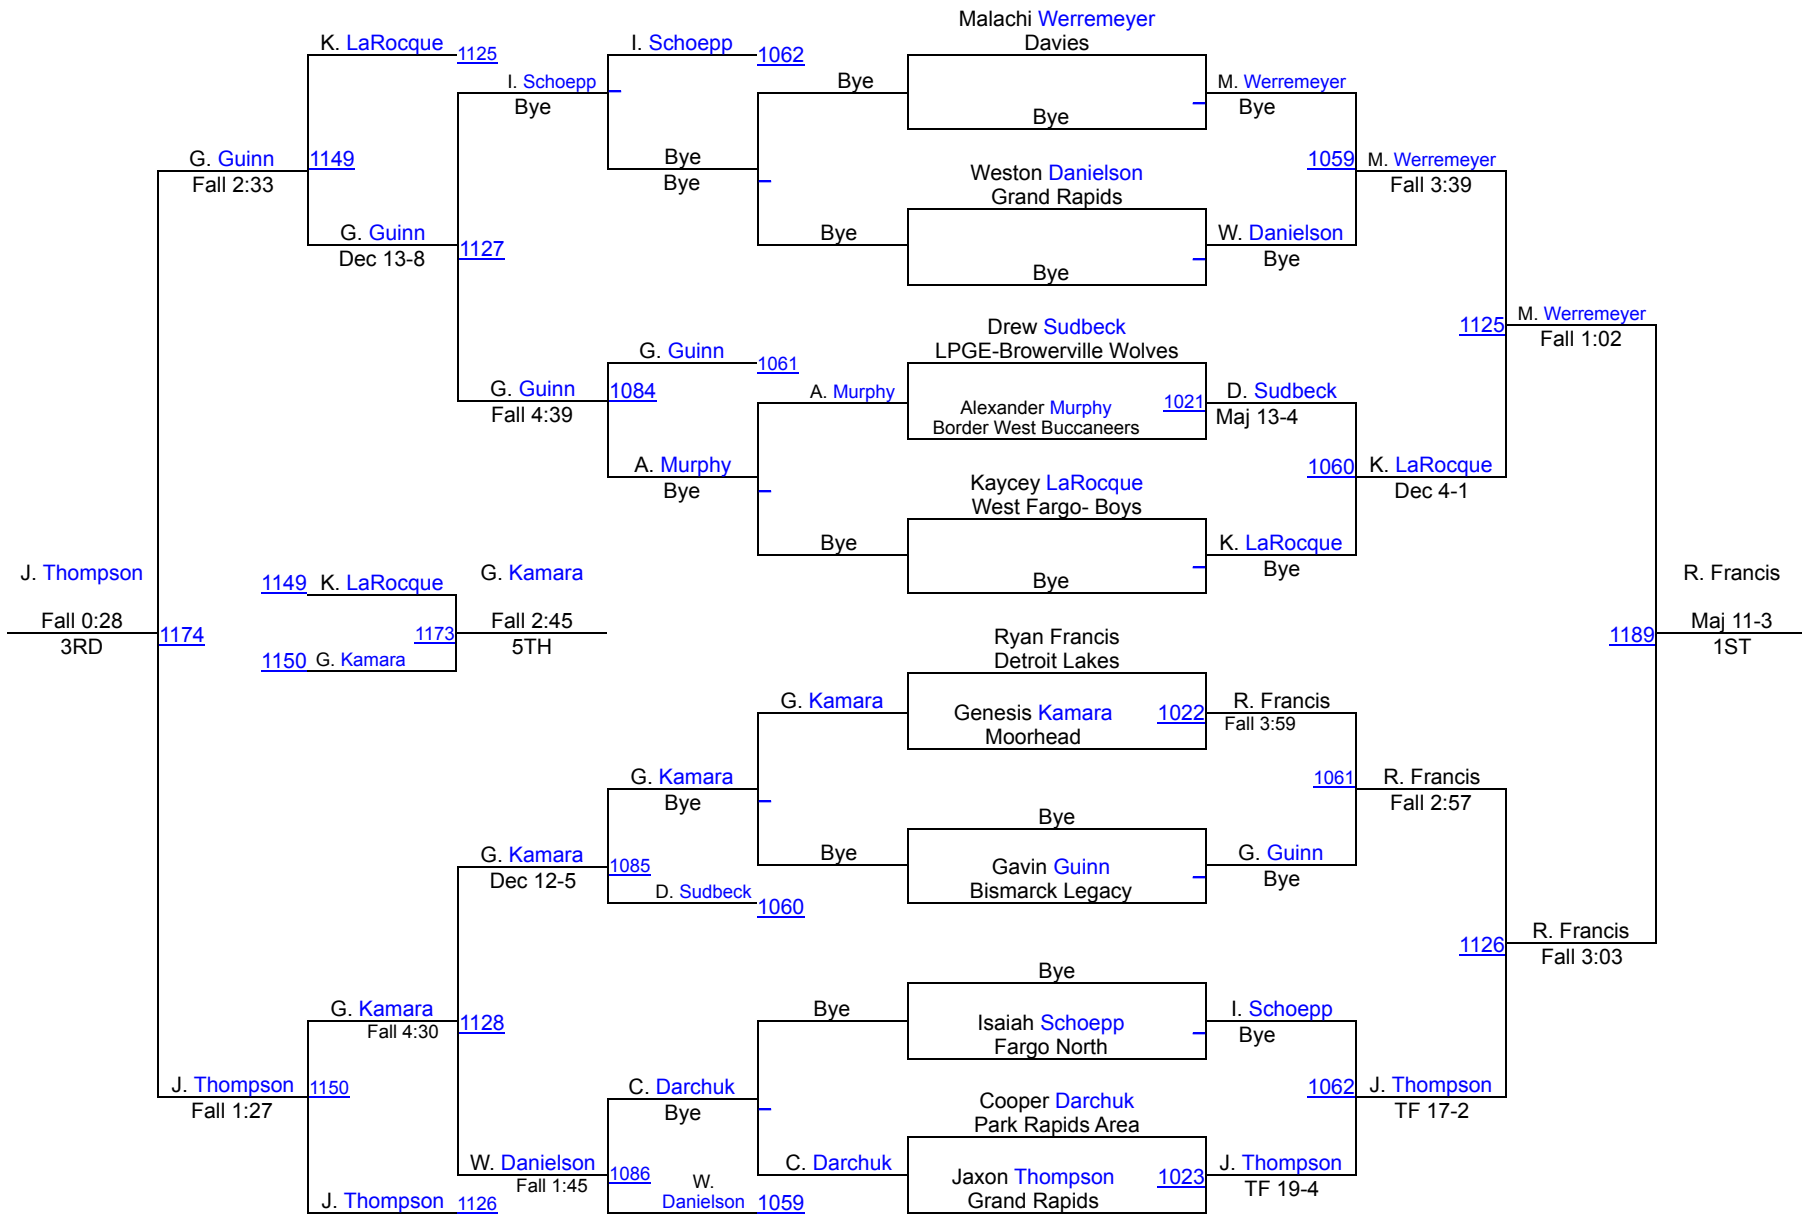 Malachi Werremeyer
Davies
Bye
Weston Danielson
Grand Rapids
Bye
Drew Sudbeck
LPGE-Browerville Wolves
Alexander Murphy
Border West Buccaneers
1021
Kaycey LaRocque
West Fargo- Boys
Bye
Ryan Francis
Detroit Lakes
Genesis Kamara
Moorhead
1022
Bye
Gavin Guinn
Bismarck Legacy
Bye
Isaiah Schoepp
Fargo North
Cooper Darchuk
Park Rapids Area
Jaxon Thompson
Grand Rapids
1023
M. Werremeyer
Bye
1059
W. Danielson
Bye
D. Sudbeck
Maj 13-4
1060
K. LaRocque
Bye
R. Francis
Fall 3:59
1061
G. Guinn
Bye
I. Schoepp
Bye
1062
J. Thompson
TF 19-4
M. Werremeyer
Fall 3:39
1125
K. LaRocque
Dec 4-1
R. Francis
Fall 2:57
1126
J. Thompson
TF 17-2
M. Werremeyer
Fall 1:02
1189
R. Francis
Fall 3:03
R. Francis
Maj 11-3
1ST
Bye
Bye
A. Murphy
Bye
G. Kamara
Bye
Bye
C. Darchuk
I. Schoepp
1062
Bye
Bye
G. Guinn
1061
A. Murphy
Bye
G. Kamara
Bye
D. Sudbeck
1060
C. Darchuk
Bye
W.
Danielson
1059
I. Schoepp
Bye
G. Guinn
1084
Fall 4:39
G. Kamara
Dec 12-5
1085
W. Danielson
Fall 1:45
1086
K. LaRocque
1125
G. Guinn
Dec 13-8
1127
G. Kamara
Fall 4:30
1128
J. Thompson
1126
G. Guinn
Fall 2:33
1149
J. Thompson
Fall 1:27
1150
J. Thompson
Fall 0:28
3RD
1174
1149 K. LaRocque
1150 G. Kamara
1173
G. Kamara
Fall 2:45
5TH